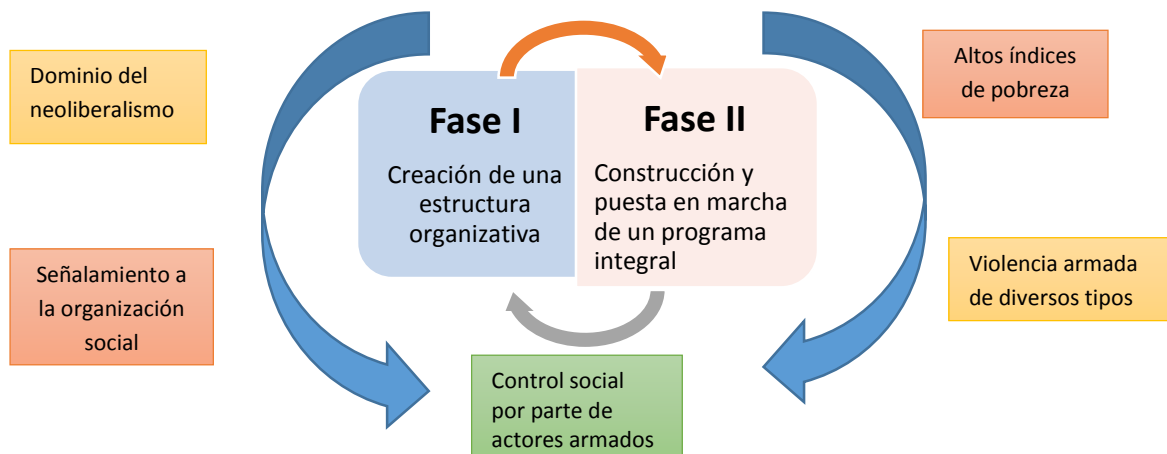 Dominio del
neoliberalismo
Altos índices
de pobreza
Fase I
Creación de una
estructura
organizativa
Fase II
Construcción y
puesta en marcha
de un programa
integral
Señalamiento a
la organización
social
Violencia armada
de diversos tipos
Control social
por parte de
actores armados